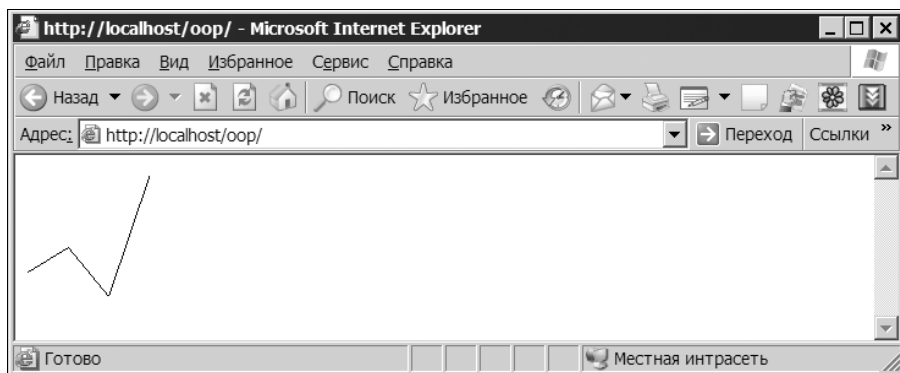 http://localhost/oop/ - Microsoft Internet Explorer
Файл Правка Вид Избранное Сервис Справка
Назад Поиск Избранное
Адрес: http://localhost/oop/ Переход Ссылки »
Готово Местная интрасеть